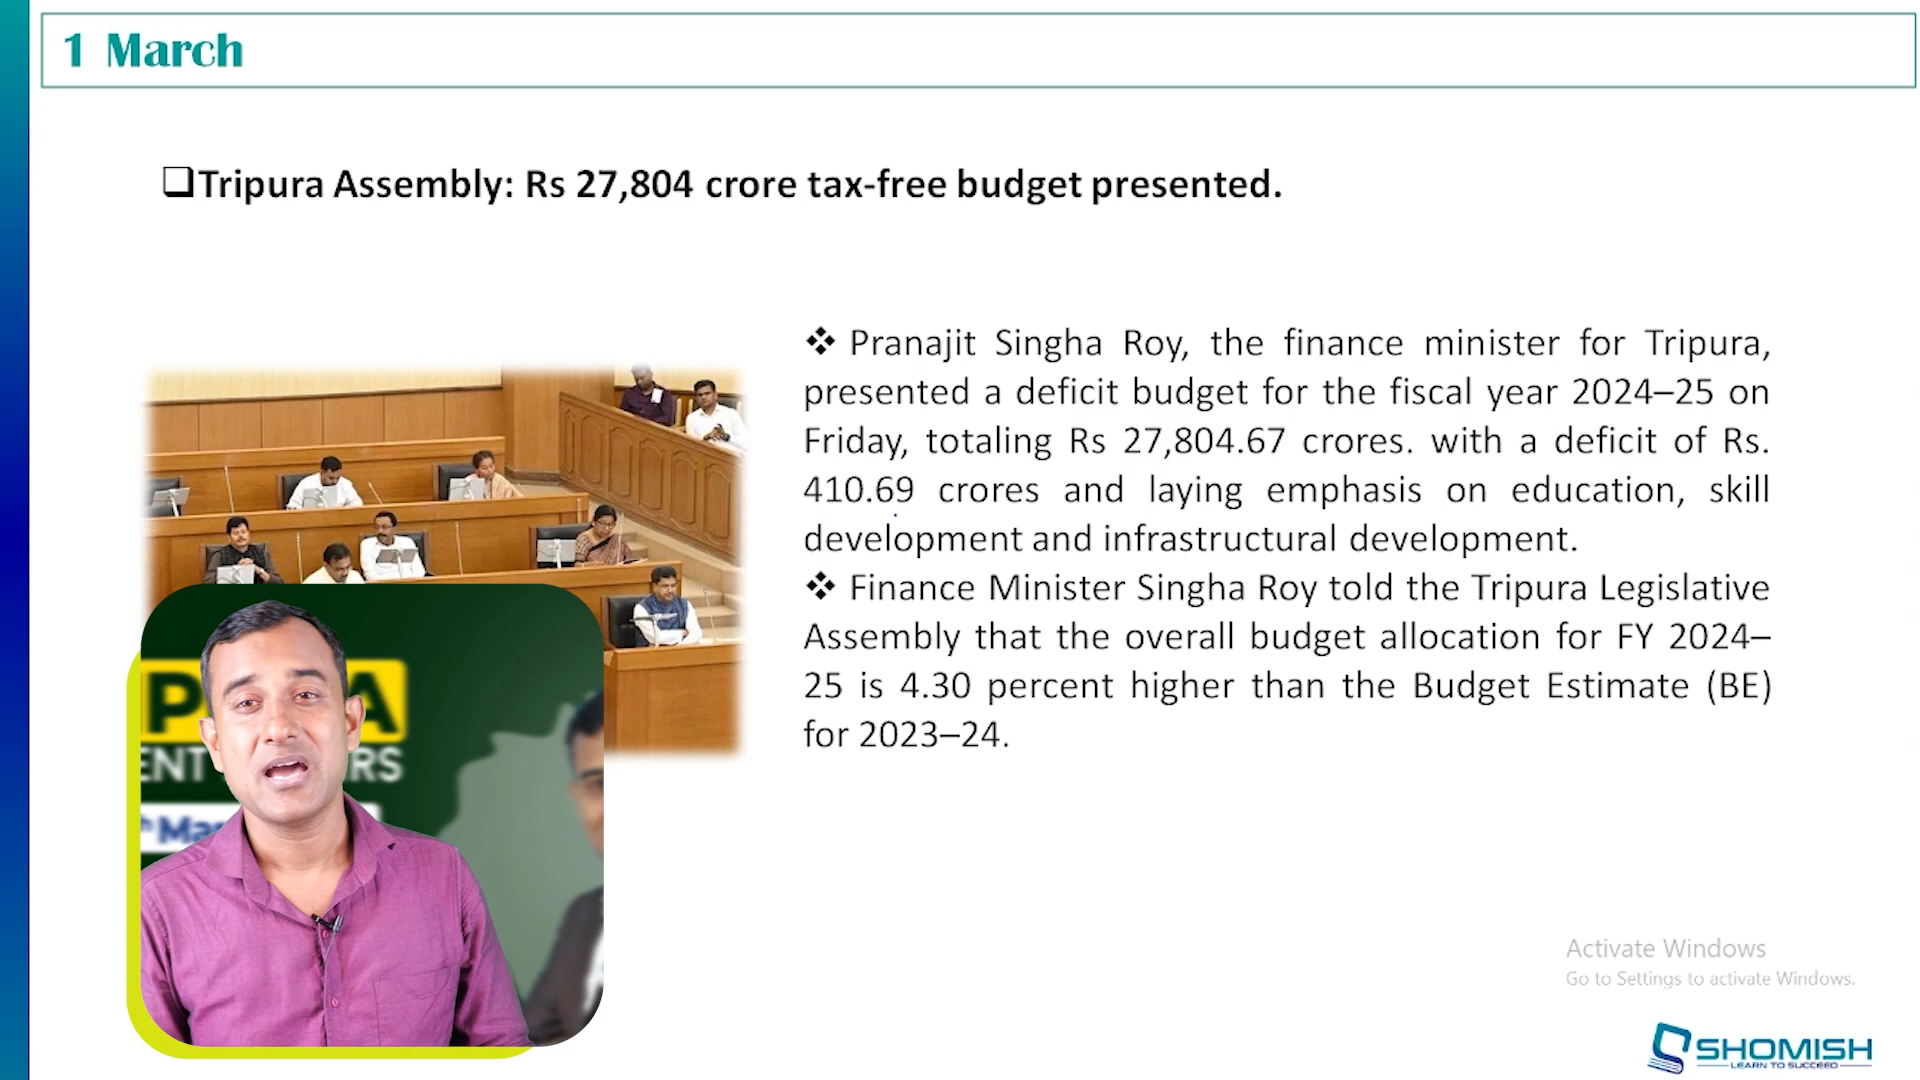 1 March
❑Tripura Assembly: Rs 27,804 crore tax-free budget presented.
❖ Pranajit Singha Roy, the finance minister for Tripura,
presented a deficit budget for the fiscal year 2024–25 on
Friday, totaling Rs 27,804.67 crores. with a deficit of Rs.
410.69 crores and laying emphasis on education, skill
development and infrastructural development.
❖ Finance Minister Singha Roy told the Tripura Legislative
Assembly that the overall budget allocation for FY 2024–
25 is 4.30 percent higher than the Budget Estimate (BE)
for 2023–24.
Activate Windows
Go to Settings to activate Windows.
SHOMISH
LEARN TO SUCCEED